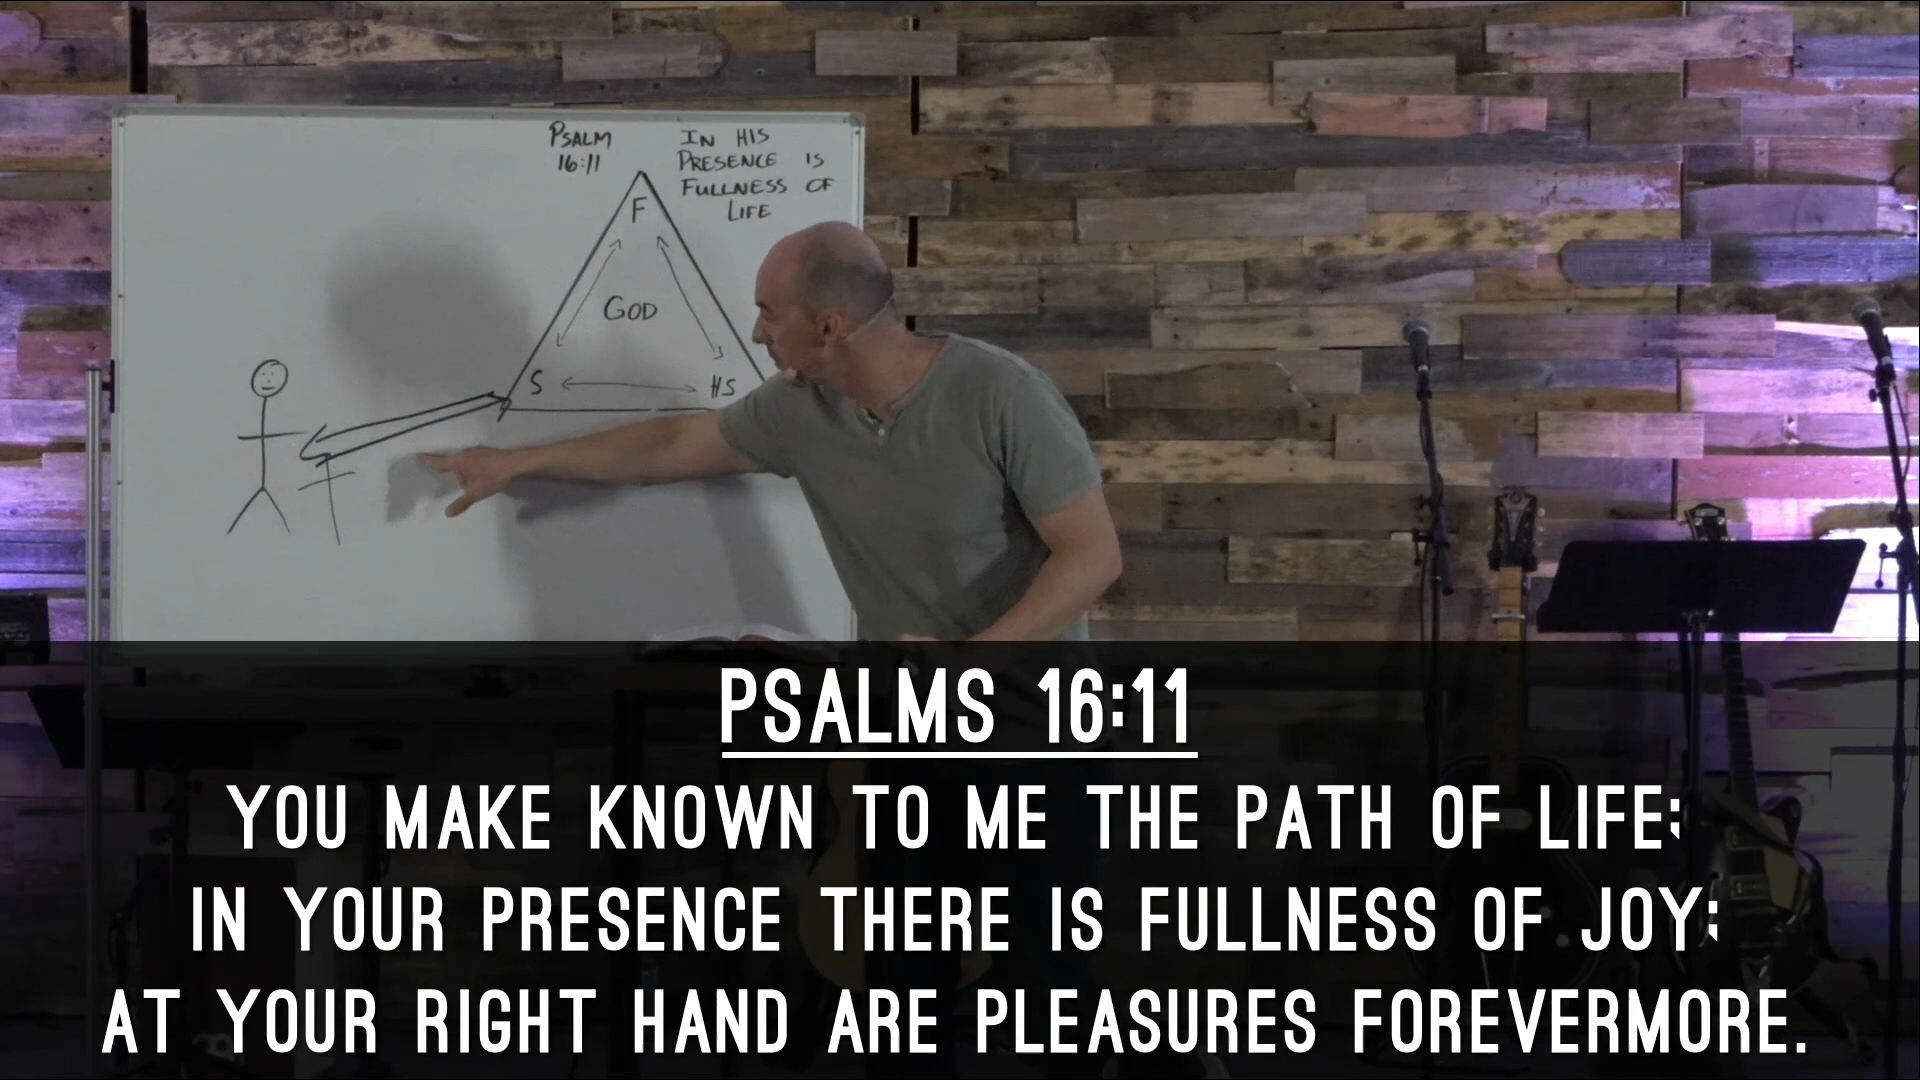 PSALM
16:11
IN HIS
PRESENCE IS
FULLNESS OF
LIFE
F
GOD
S
HS
PSALMS 16:11
YOU MAKE KNOWN TO ME THE PATH OF LIFE;
IN YOUR PRESENCE THERE IS FULLNESS OF JOY;
AT YOUR RIGHT HAND ARE PLEASURES FOREVERMORE.